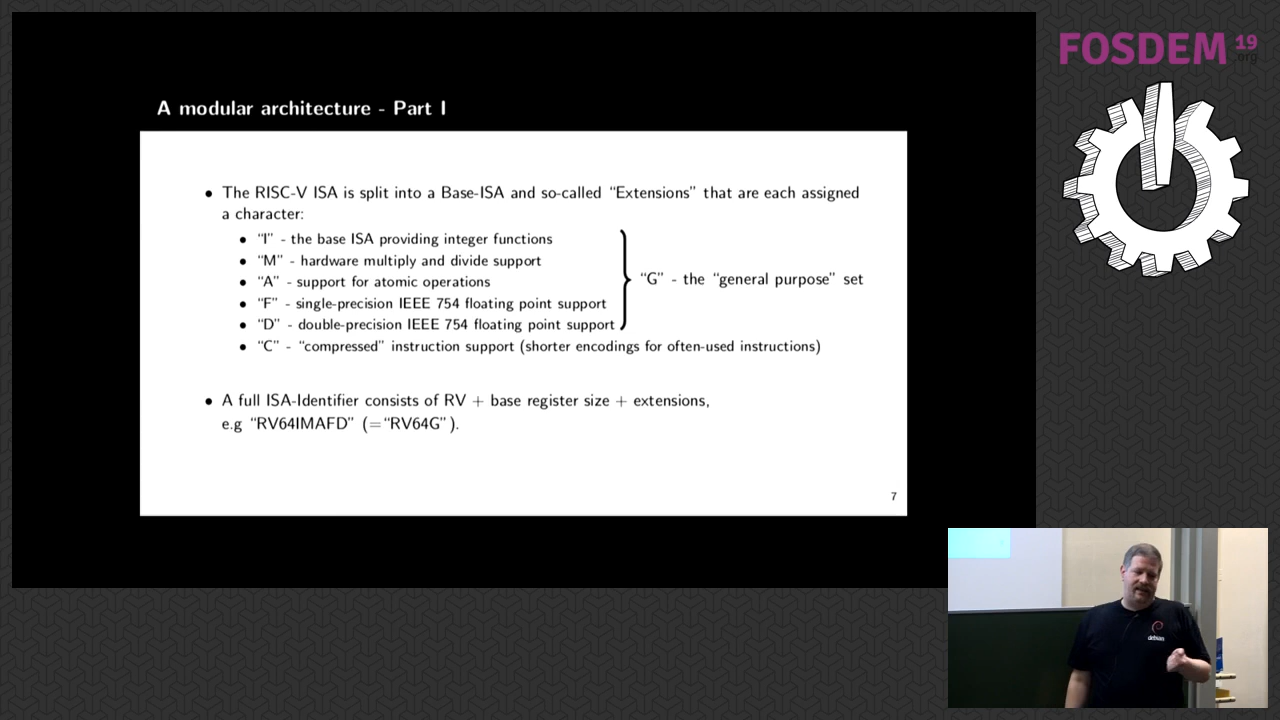 FOSDEM 19
.org
A modular architecture - Part I
• The RISC-V ISA is split into a Base-ISA and so-called “Extensions” that are each assigned
a character:
• “I” - the base ISA providing integer functions
• “M” - hardware multiply and divide support
• “A” - support for atomic operations
• “F” - single-precision IEEE 754 floating point support
• “D” - double-precision IEEE 754 floating point support
“G” - the “general purpose” set
• “C” - “compressed” instruction support (shorter encodings for often-used instructions)
• A full ISA-Identifier consists of RV + base register size + extensions,
e.g “RV64IMAFD” (=“RV64G”).
7
debian